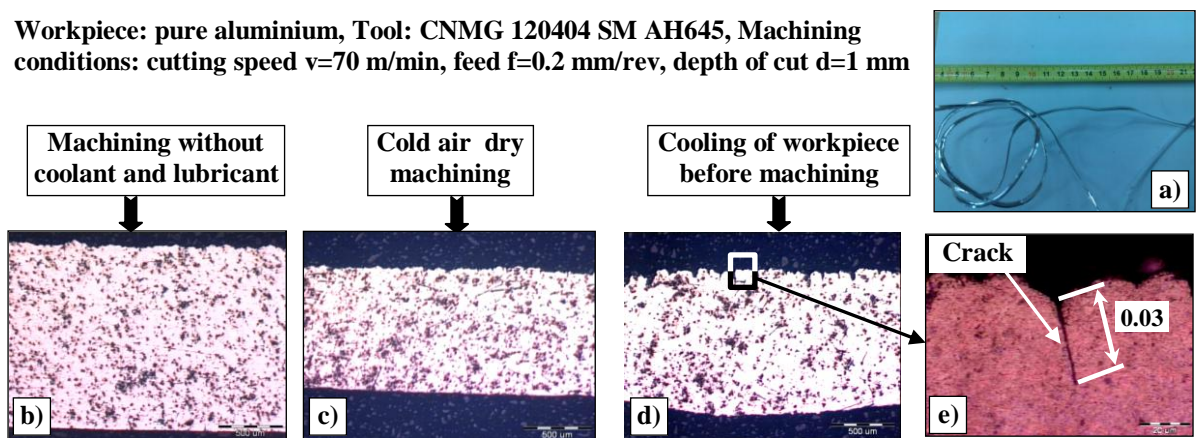 Workpiece: pure aluminium, Tool: CNMG 120404 SM AH645, Machining
conditions: cutting speed v=70 m/min, feed f=0.2 mm/rev, depth of cut d=1 mm
a)
Machining without
coolant and lubricant
Cold air dry
machining
Cooling of workpiece
before machining
b)
500 µm
c)
500 µm
d)
500 µm
Crack
0.03
e)
20 µm